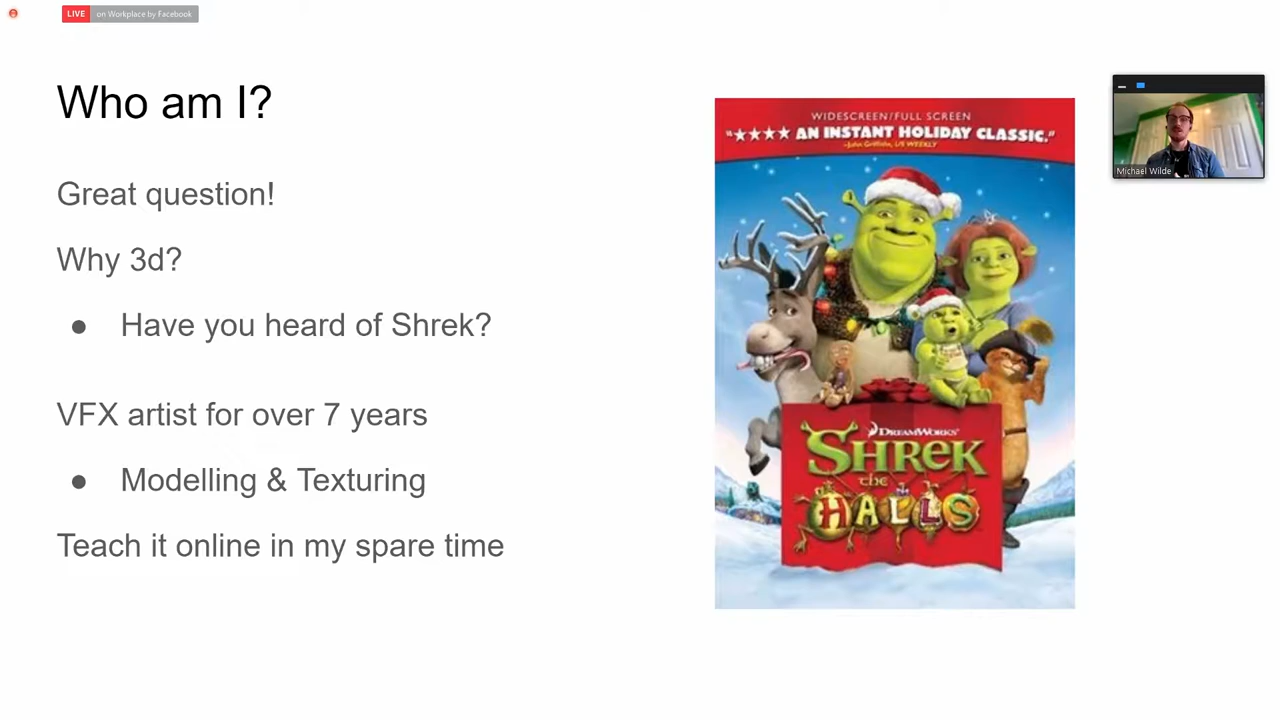 LIVE on Workplace by Facebook
Who am I?
Great question!
Why 3d?
● Have you heard of Shrek?
VFX artist for over 7 years
● Modelling & Texturing
Teach it online in my spare time
WIDESCREEN/FULL SCREEN
"★★★★ AN INSTANT HOLIDAY CLASSIC."
-John Griffiths, US WEEKLY
DREAMWORKS
SHREK
the
HALLS
Michael Wilde